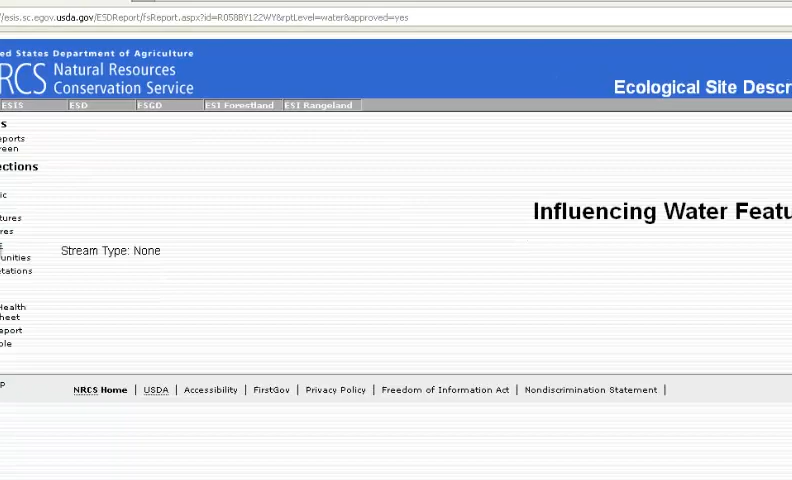 //esis.sc.egov.usda.gov/ESDReport/fsReport.aspx?id=R058BY122WY&rptLevel=water&approved=yes
ed States Department of Agriculture
RCS Natural Resources
Conservation Service
Ecological Site Descr
ESIS ESD FSGD ESI Forestland ESI Rangeland
s
eports
reen
ections
ic
tures
Influencing Water Featu
res
s
Stream Type: None
unities
etations
Health
heet
eport
ble
P
NRCS Home | USDA | Accessibility | FirstGov | Privacy Policy | Freedom of Information Act | Nondiscrimination Statement |